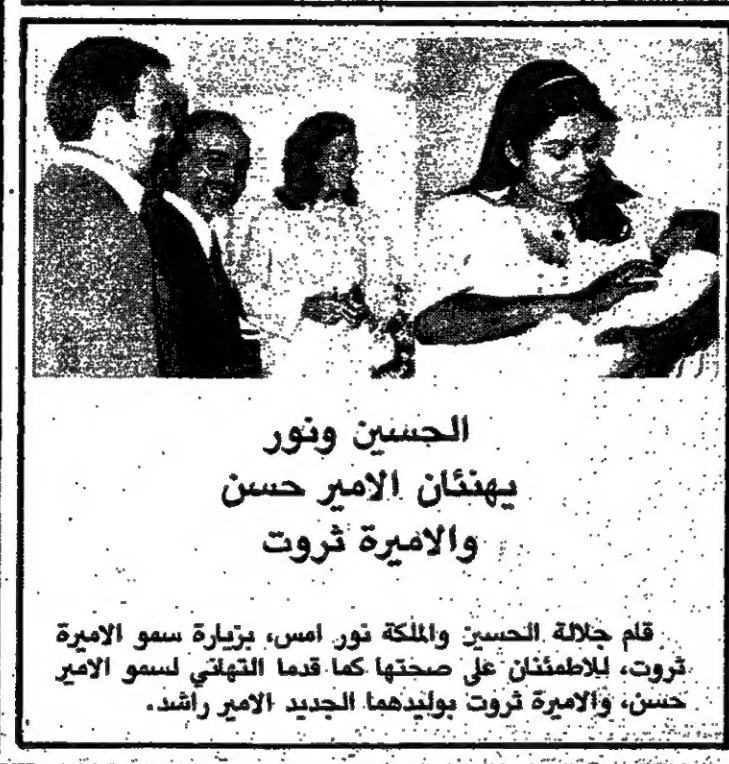 الحسين ونور
يهنئان الامير حسن
والاميرة ثروت
قام جلالة الحسين والملكة نور امس، بزيارة سمو الاميرة
ثروت، للاطمئنان على صحتها كما قدما التهاني لسمو الامير
حسن، والاميرة ثروت بوليدهما الجديد الامير راشد.